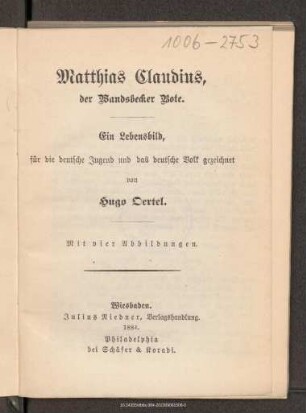 1006-2753
Matthias Claudius,
der Wandsbecker Bote.
Ein Lebensbild,
für die deutsche Jugend und das deutsche Volk gezeichnet
von
Hugo Oertel.
Mit vier Abbildungen.
Wiesbaden.
Julius Niedner, Verlagshandlung.
Philadelphia
bei Schäfer & Koradi.